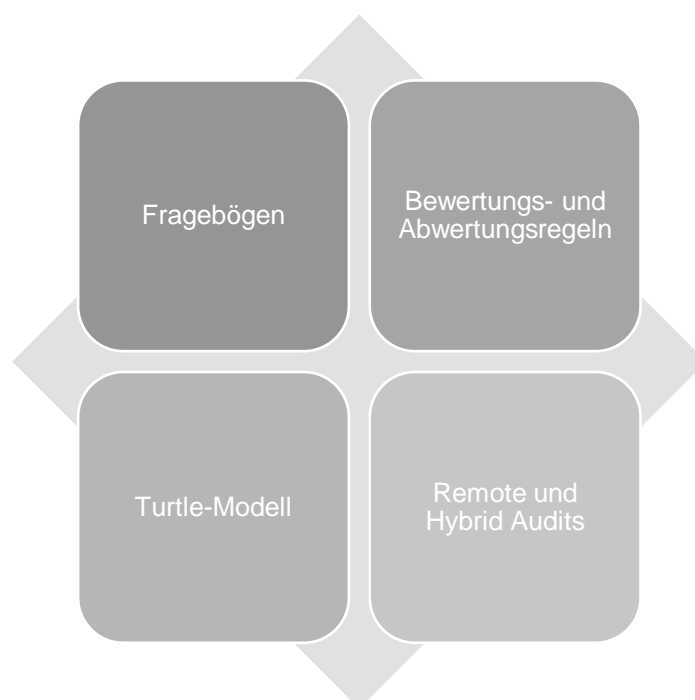 Fragebögen
Bewertungs- und
Abwertungsregeln
Turtle-Modell
Remote und
Hybrid Audits